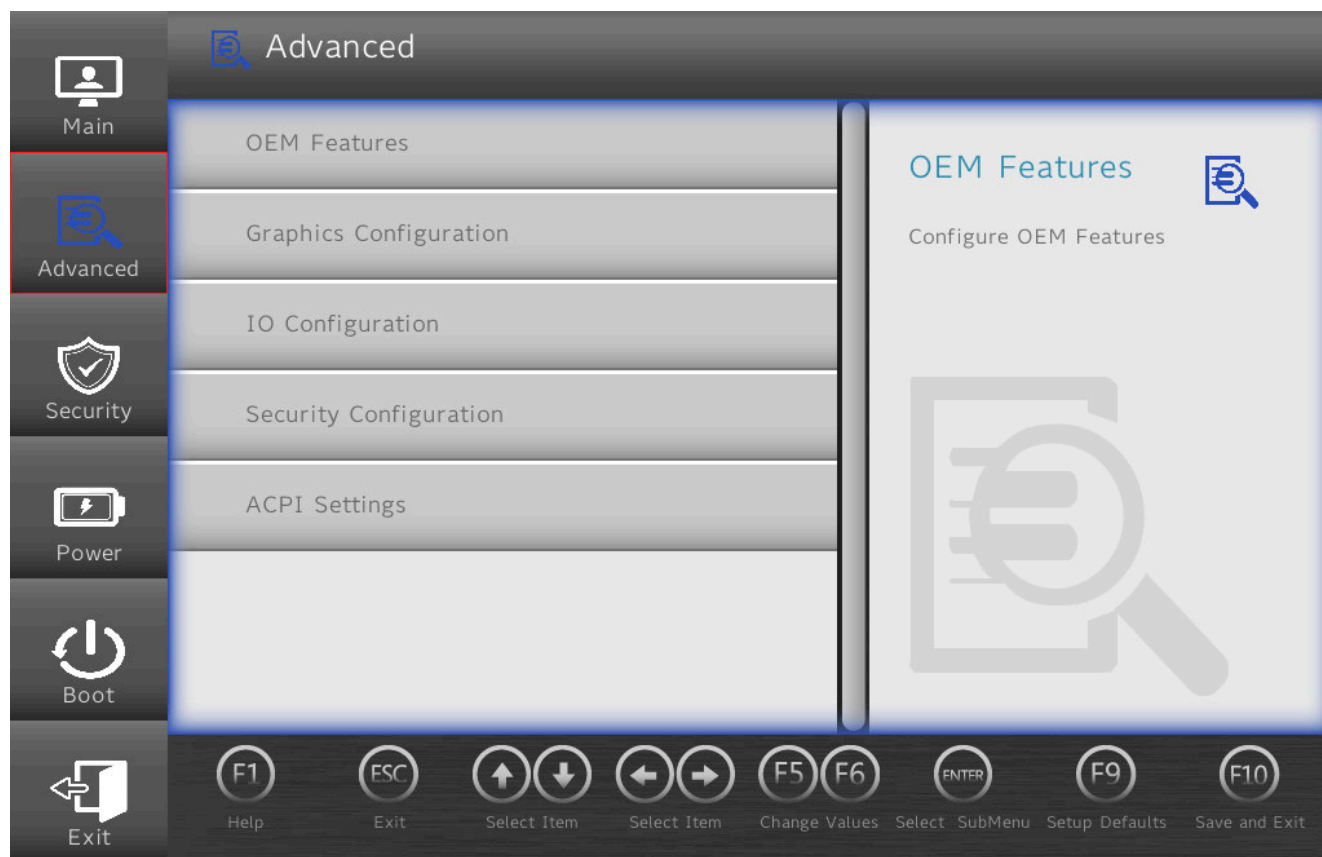 Advanced
Main
Advanced
Security
Power
Boot
Exit
OEM Features
Graphics Configuration
IO Configuration
Security Configuration
ACPI Settings
OEM Features
Configure OEM Features
F1
Help
ESC
Exit
Select Item
Select Item
F5 F6
Change Values
ENTER
Select SubMenu
F9
Setup Defaults
F10
Save and Exit